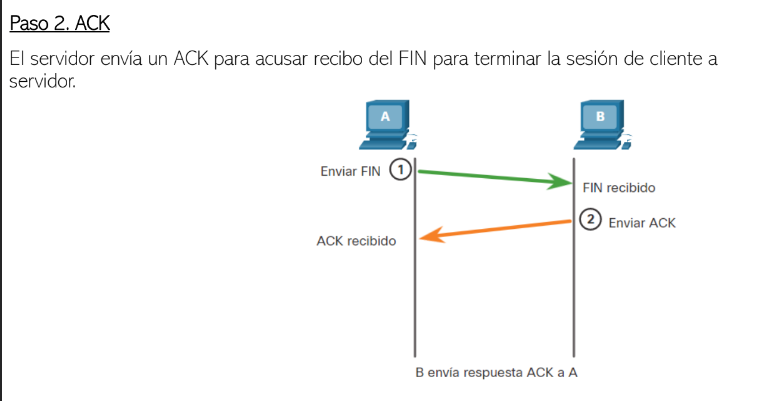 Paso 2. ACK
El servidor envía un ACK para acusar recibo del FIN para terminar la sesión de cliente a
servidor.
A
B
Enviar FIN 1
FIN recibido
2 Enviar ACK
ACK recibido
B envía respuesta ACK a A